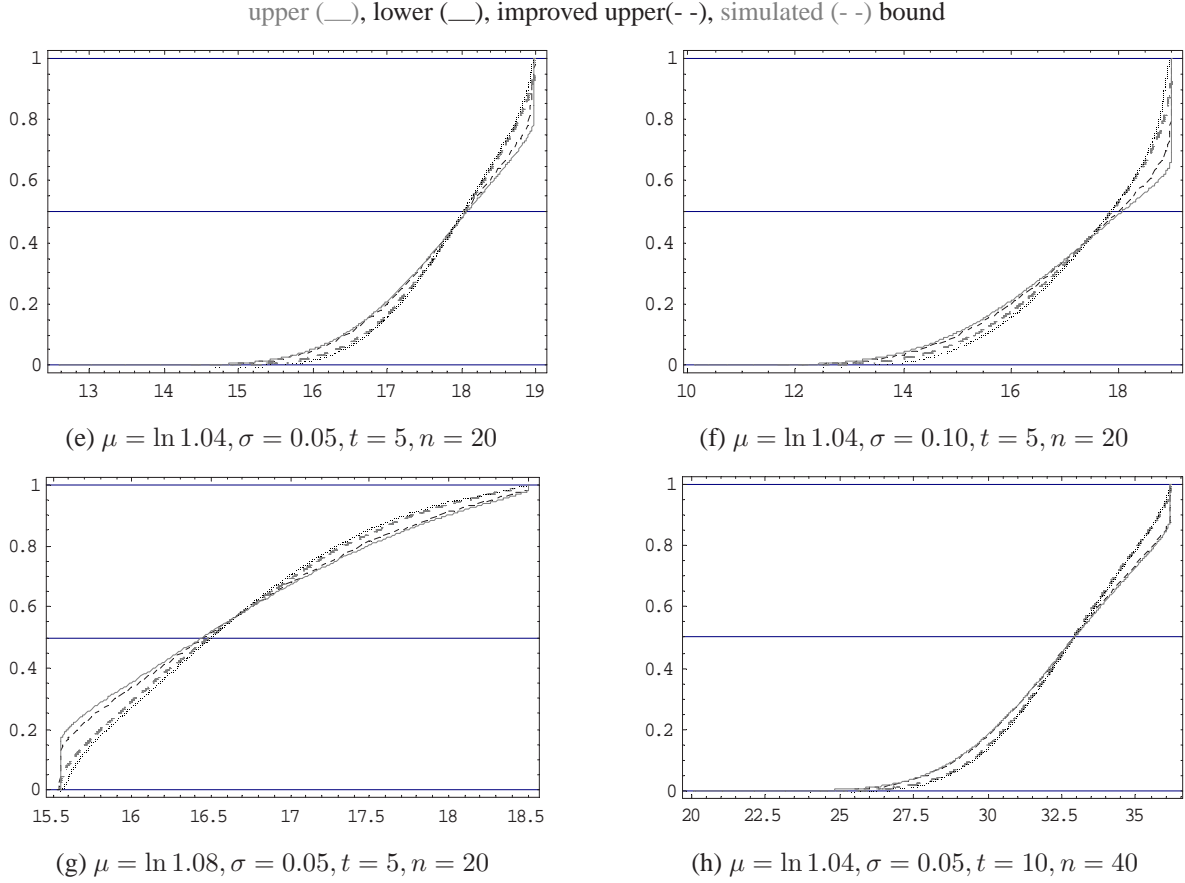 upper (__), lower (__), improved upper(- -), simulated (- -) bound
1
0.8
0.6
0.4
0.2
0
13 14 15 16 17 18 19
(e) μ = ln 1.04, σ = 0.05, t = 5, n = 20
1
0.8
0.6
0.4
0.2
0
10 12 14 16 18
(f) μ = ln 1.04, σ = 0.10, t = 5, n = 20
1
0.8
0.6
0.4
0.2
0
15.5 16 16.5 17 17.5 18 18.5
(g) μ = ln 1.08, σ = 0.05, t = 5, n = 20
1
0.8
0.6
0.4
0.2
0
20 22.5 25 27.5 30 32.5 35
(h) μ = ln 1.04, σ = 0.05, t = 10, n = 40